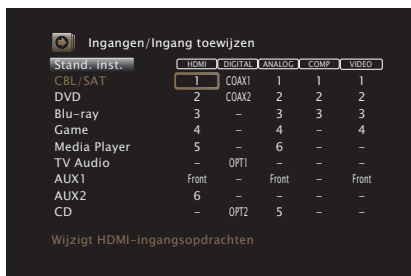 Ingangen/Ingang toewijzen
Stand. inst. HDMI DIGITAL ANALOG COMP VIDEO
CBL/SAT 1 COAX1 1 1 1
DVD 2 COAX2 2 2 2
Blu-ray 3 – 3 3 3
Game 4 – 4 – 4
Media Player 5 – 6 – –
TV Audio – OPT1 – – –
AUX1 Front – Front – Front
AUX2 6 – – – –
CD – OPT2 5 – –
Wijzigt HDMI-ingangsopdrachten